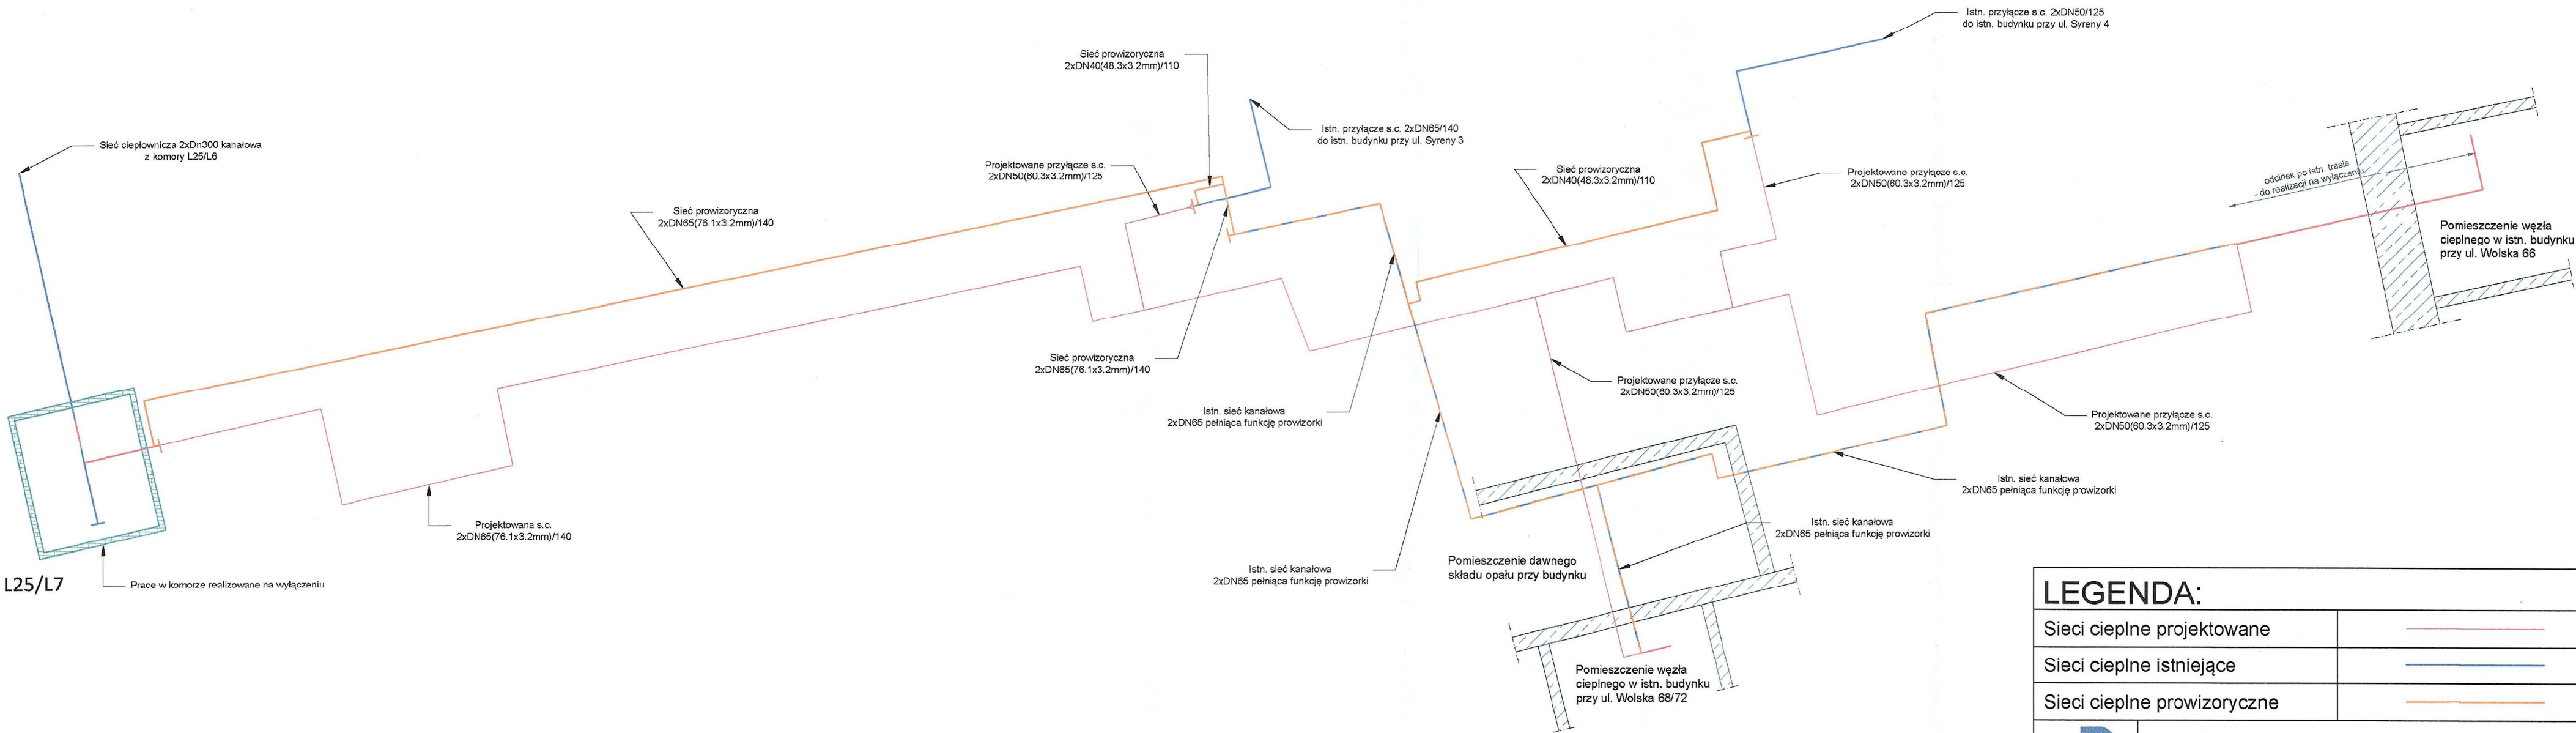 Istn. przyłącze s.c. 2xDN50/125
do istn. budynku przy ul. Syreny 4
Sieć prowizoryczna
2xDN40(48.3x3.2mm)/110
Istn. przyłącze s.c. 2xDN65/140
do istn. budynku przy ul. Syreny 3
Sieć ciepłownicza 2xDn300 kanałowa
z komory L25/L6
Projektowane przyłącze s.c.
2xDN50(60.3x3.2mm)/125
Sieć prowizoryczna
2xDN40(48.3x3.2mm)/110
Projektowane przyłącze s.c.
2xDN50(60.3x3.2mm)/125
odcinek po istn. trasie
- do realizacji na wyłączeniu
Sieć prowizoryczna
2xDN65(76.1x3.2mm)/140
Pomieszczenie węzła
cieplnego w istn. budynku
przy ul. Wolska 66
Sieć prowizoryczna
2xDN65(76.1x3.2mm)/140
Projektowane przyłącze s.c.
2xDN50(60.3x3.2mm)/125
Istn. sieć kanałowa
2xDN65 pełniąca funkcję prowizorki
Projektowane przyłącze s.c.
2xDN50(60.3x3.2mm)/125
Istn. sieć kanałowa
2xDN65 pełniąca funkcję prowizorki
Projektowana s.c.
2xDN65(76.1x3.2mm)/140
Istn. sieć kanałowa
2xDN65 pełniąca funkcję prowizorki
Pomieszczenie dawnego
składu opału przy budynku
Istn. sieć kanałowa
2xDN65 pełniąca funkcję prowizorki
L25/L7
Prace w komorze realizowane na wyłączeniu
Pomieszczenie węzła
cieplnego w istn. budynku
przy ul. Wolska 68/72
LEGENDA:
Sieci cieplne projektowane
Sieci cieplne istniejące
Sieci cieplne prowizoryczne